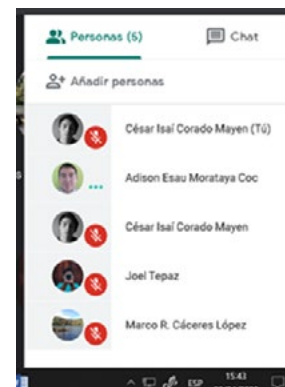 Personas (5)
Chat
Añadir personas
César Isaí Corado Mayen (Tú)
Adison Esau Morataya Coc
César Isaí Corado Mayen
Joel Tepaz
Marco R. Cáceres López
ESP
15:43